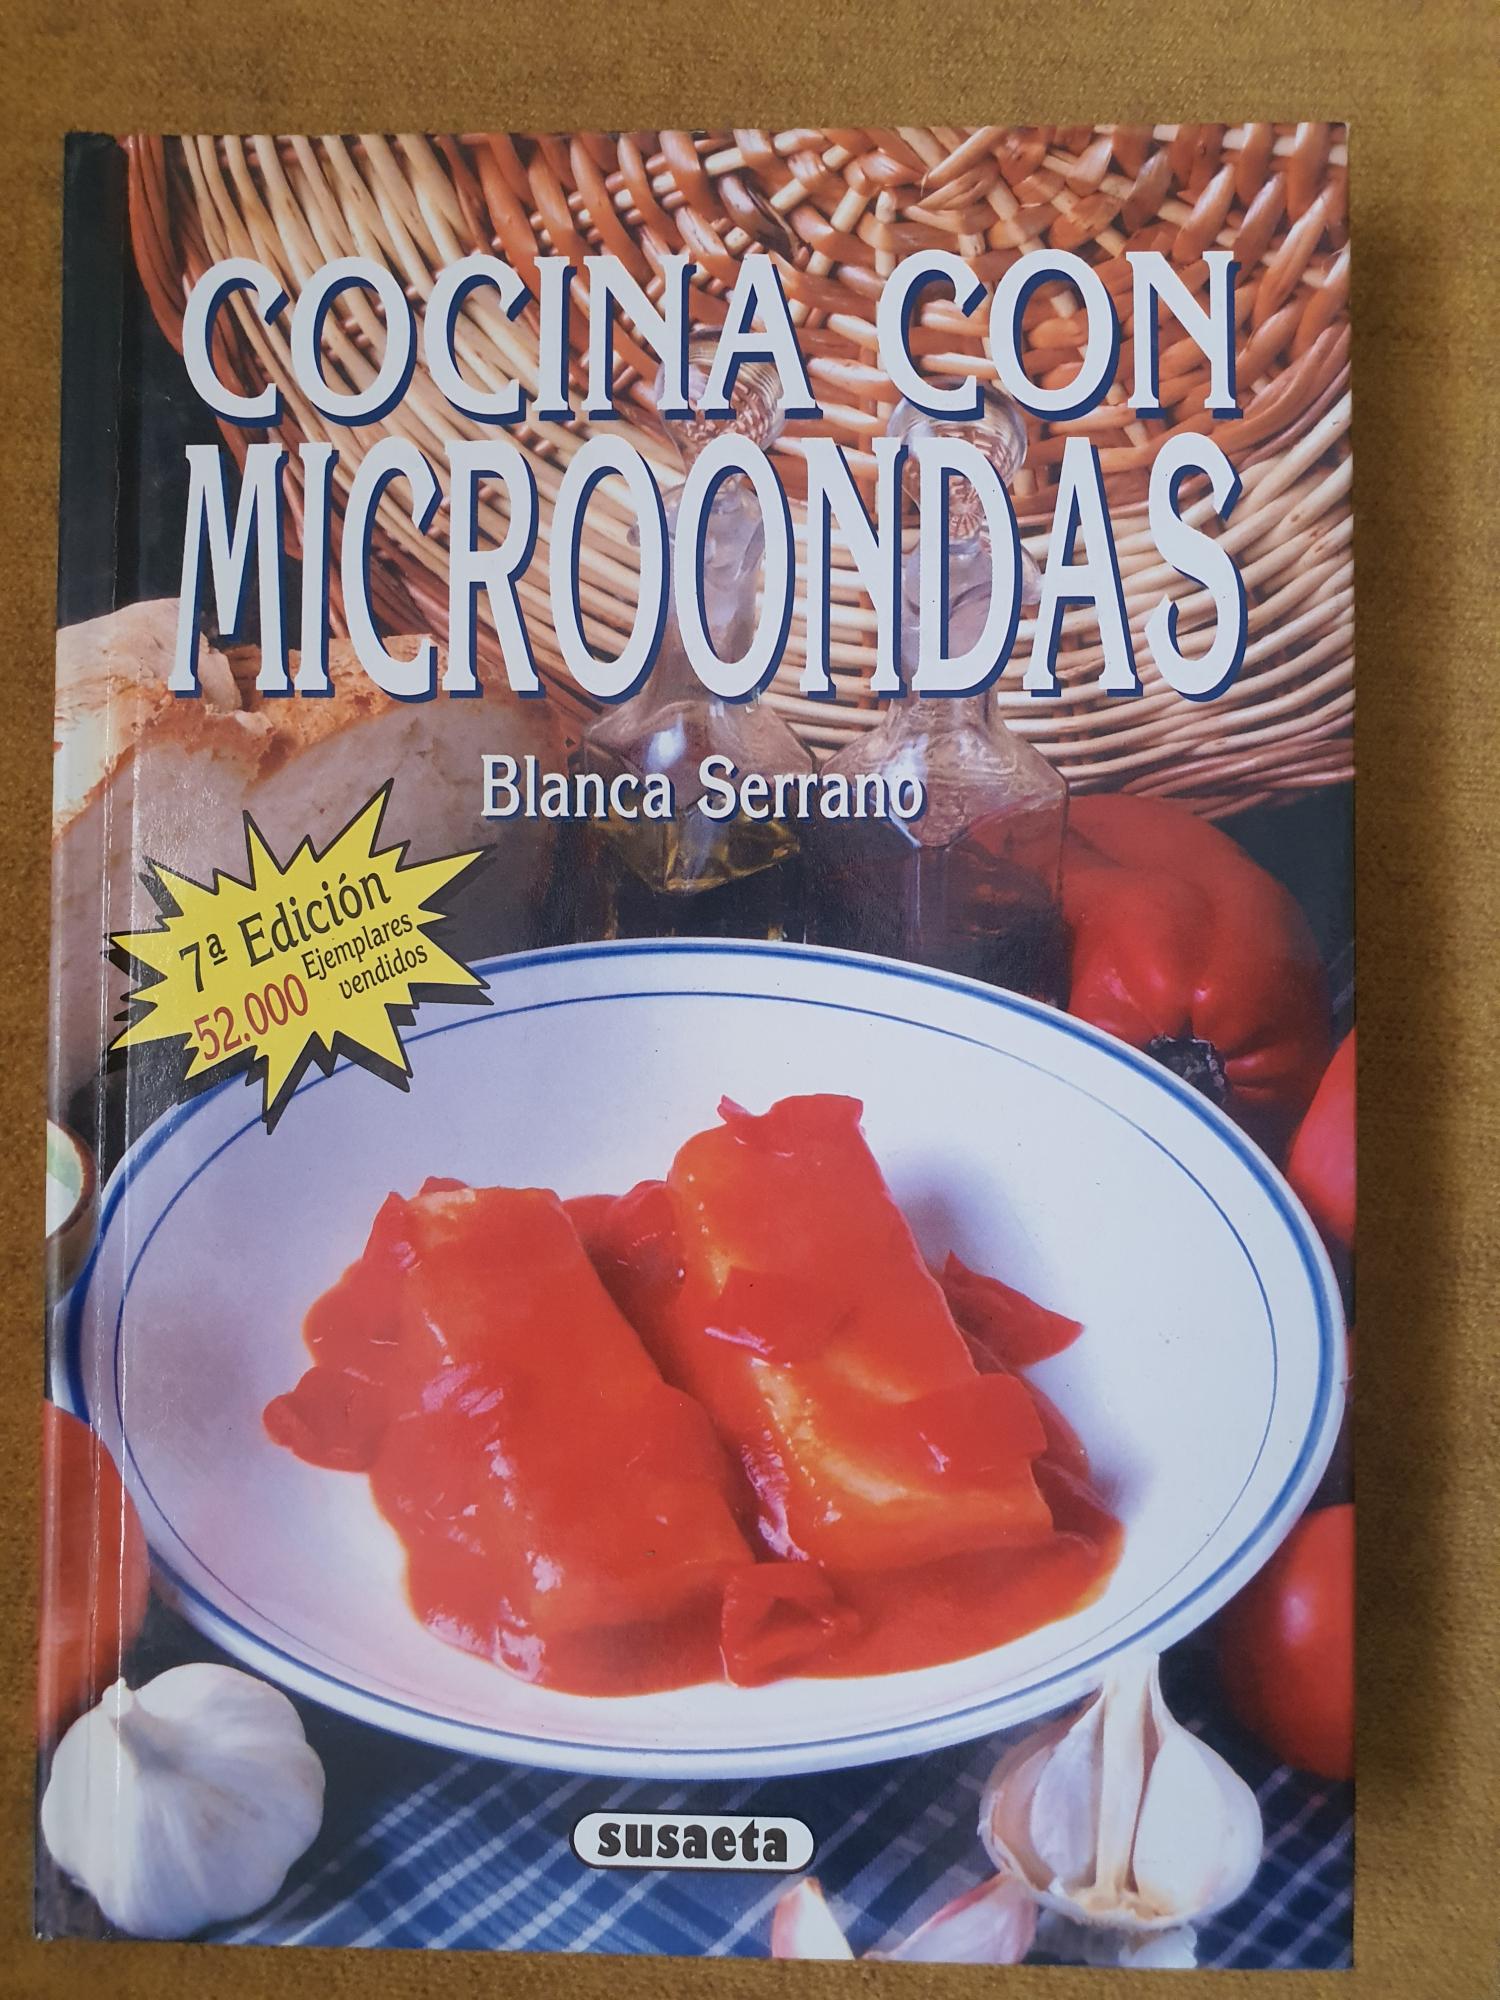 COCINA CON
MICROONDAS
Blanca Serrano
7ª Edición
52.000 Ejemplares
vendidos
susaeta